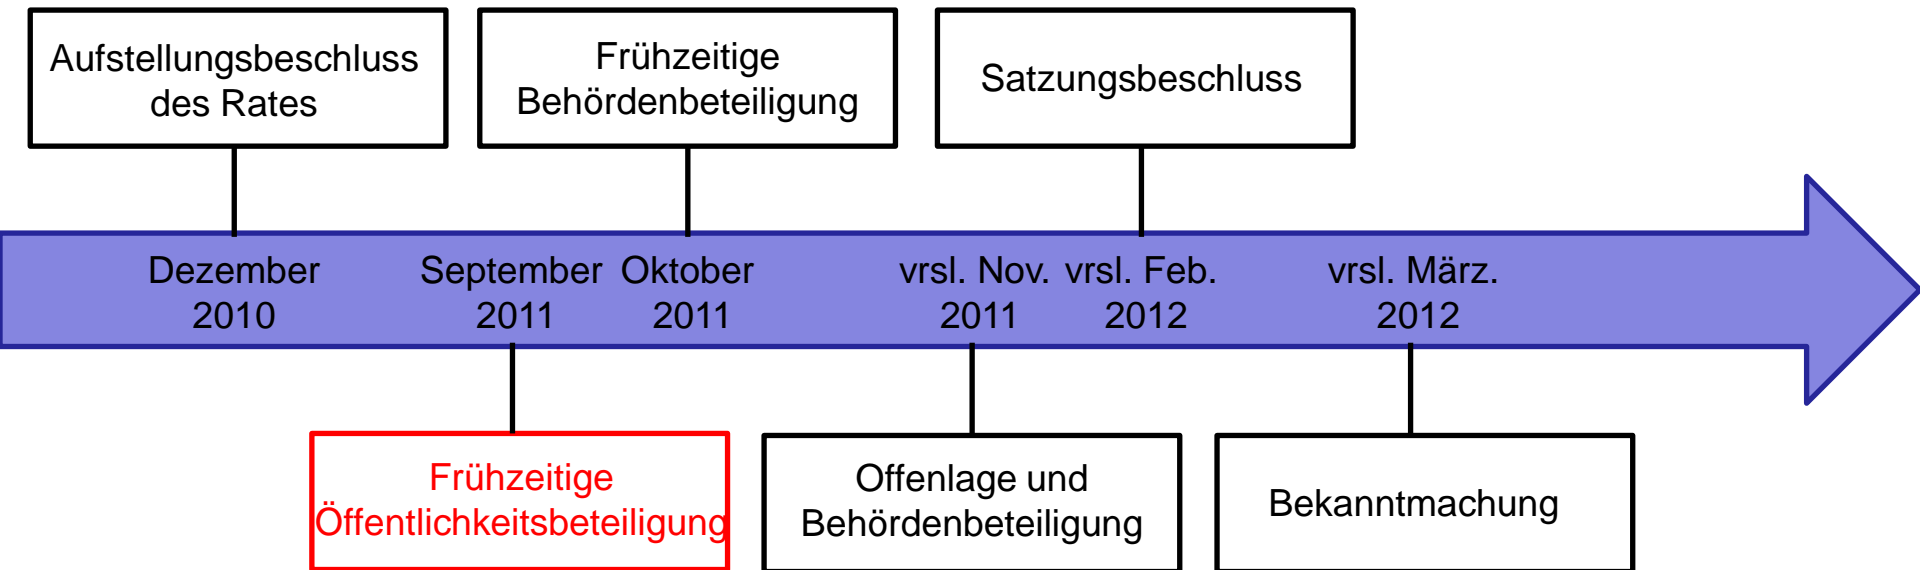 Aufstellungsbeschluss
des Rates
Frühzeitige
Behördenbeteiligung
Satzungsbeschluss
Dezember
2010
September
2011
Oktober
2011
vrsl. Nov.
2011
vrsl. Feb.
2012
vrsl. März.
2012
Frühzeitige
Öffentlichkeitsbeteiligung
Offenlage und
Behördenbeteiligung
Bekanntmachung